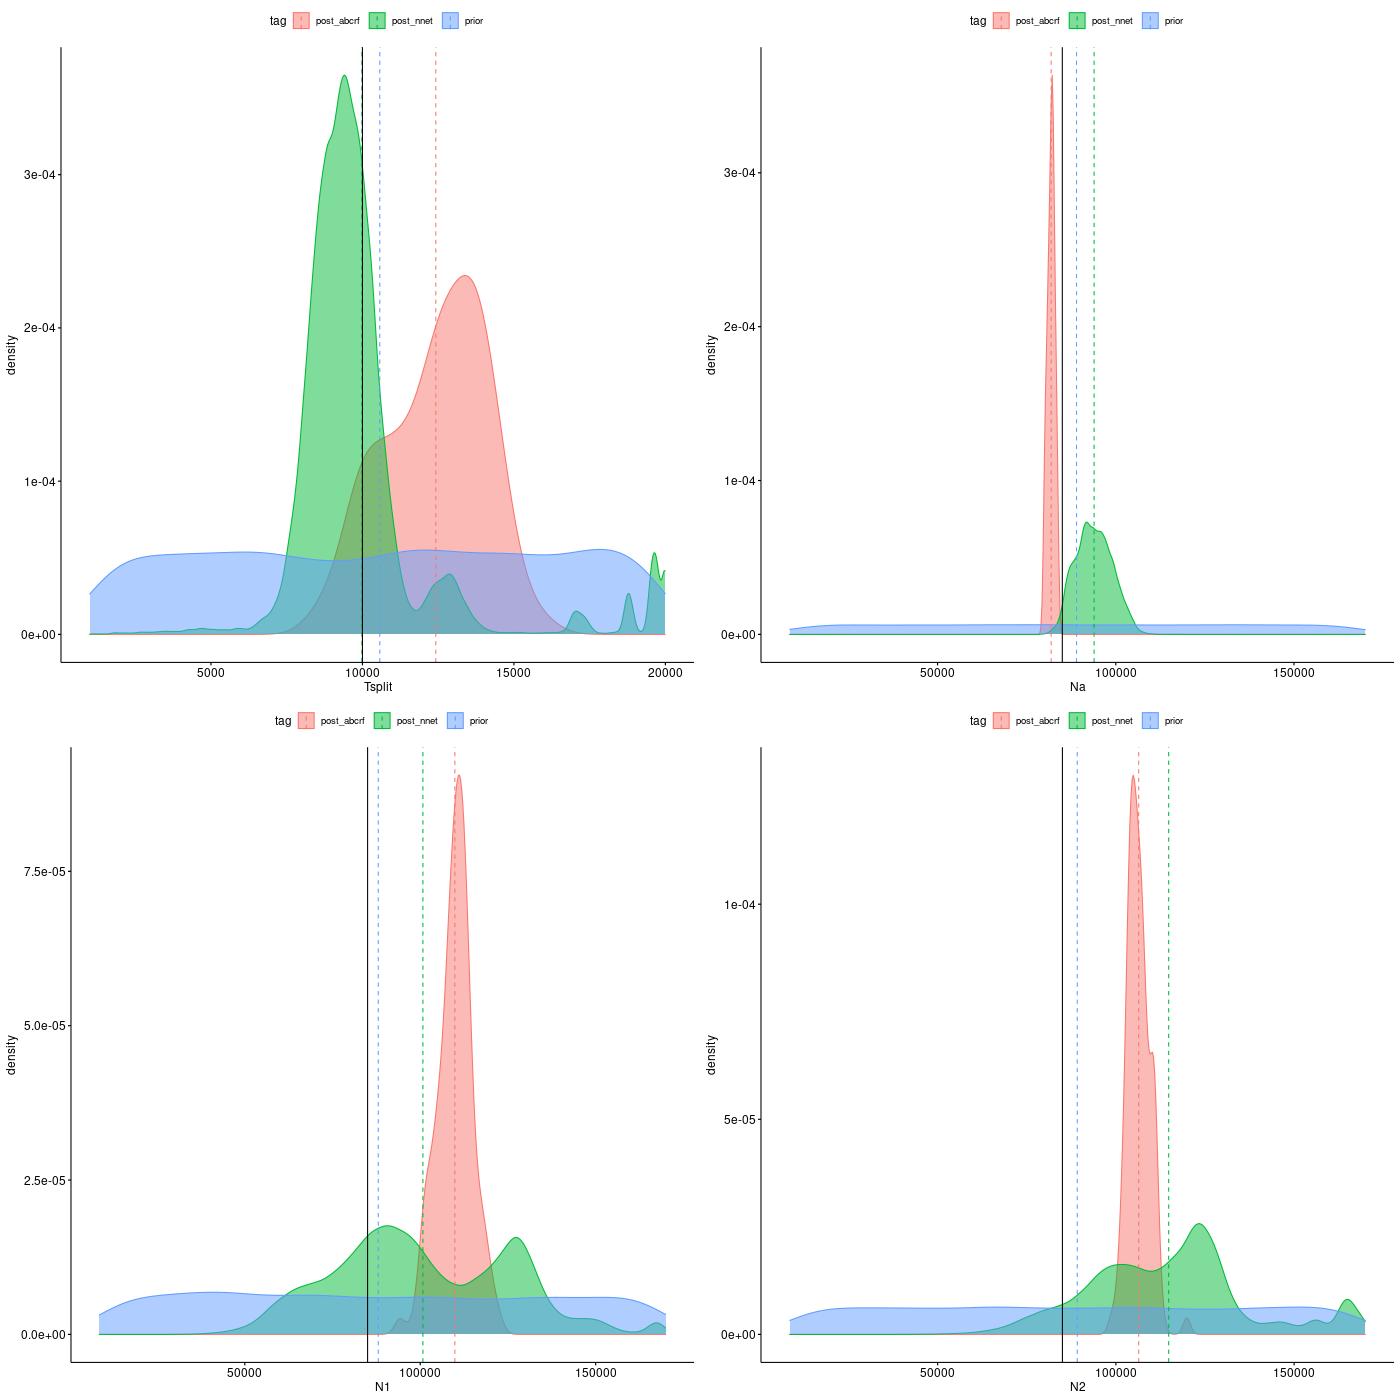 tag post_abcrf post_nnet prior
3e-04
2e-04
1e-04
0e+00
density
5000 10000 15000 20000
Tsplit
tag post_abcrf post_nnet prior
3e-04
2e-04
1e-04
0e+00
density
50000 100000 150000
Na
tag post_abcrf post_nnet prior
7.5e-05
5.0e-05
2.5e-05
0.0e+00
density
50000 100000 150000
N1
tag post_abcrf post_nnet prior
1e-04
5e-05
0e+00
density
50000 100000 150000
N2